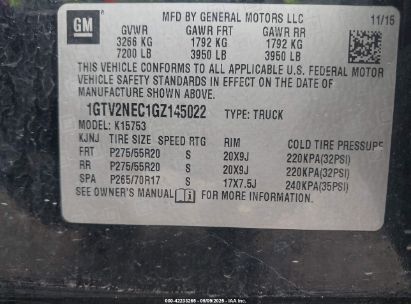 GM
MFD BY GENERAL MOTORS LLC 11/15
GVWR GAWR FRT GAWR RR
3266 KG 1792 KG 1792 KG
7200 LB 3950 LB 3950 LB
THIS VEHICLE CONFORMS TO ALL APPLICABLE U.S. FEDERAL MOTOR
VEHICLE SAFETY STANDARDS IN EFFECT ON THE DATE OF
MANUFACTURE SHOWN ABOVE.
1GTV2NEC1GZ145022 TYPE: TRUCK
MODEL: K15753
KJNJ TIRE SIZE SPEED RTG RIM COLD TIRE PRESSURE
FRT P275/55R20 S 20X9J 220KPA(32PSI)
RR P275/55R20 S 20X9J 220KPA(32PSI)
SPA P265/70R17 S 17X7.5J 240KPA(35PSI)
SEE OWNER'S MANUAL FOR MORE INFORMATION.